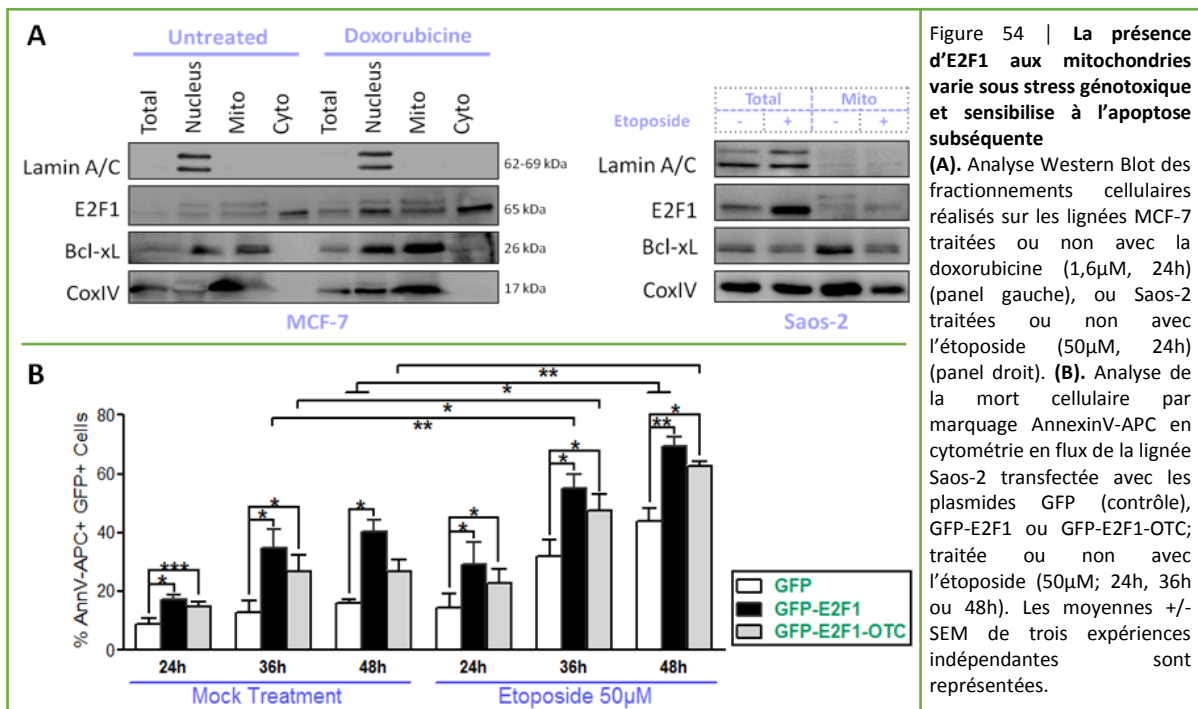 A
Untreated Doxorubicine
Total Nucleus Mito Cyto Total Nucleus Mito Cyto
Lamin A/C 62-69 kDa
E2F1 65 kDa
Bcl-xL 26 kDa
CoxIV 17 kDa
MCF-7
Total Mito
Etoposide - + - +
Lamin A/C
E2F1
Bcl-xL
CoxIV
Saos-2
B
% AnnV-APC+ GFP+ Cells
80
60
40
20
0
** 
*
*
**
*** * * * * * * * * * ** *
24h 36h 48h 24h 36h 48h
Mock Treatment Etoposide 50µM
GFP
GFP-E2F1
GFP-E2F1-OTC
Figure 54 | La présence
d’E2F1 aux mitochondries
varie sous stress génotoxique
et sensibilise à l’apoptose
subséquente
(A). Analyse Western Blot des
fractionnements cellulaires
réalisés sur les lignées MCF-7
traitées ou non avec la
doxorubicine (1,6µM, 24h)
(panel gauche), ou Saos-2
traitées ou non avec
l’étoposide (50µM, 24h)
(panel droit). (B). Analyse de
la mort cellulaire par
marquage AnnexinV-APC en
cytométrie en flux de la lignée
Saos-2 transfectée avec les
plasmides GFP (contrôle),
GFP-E2F1 ou GFP-E2F1-OTC;
traitée ou non avec
l’étoposide (50µM; 24h, 36h
ou 48h). Les moyennes +/-
SEM de trois expériences
indépendantes sont
représentées.